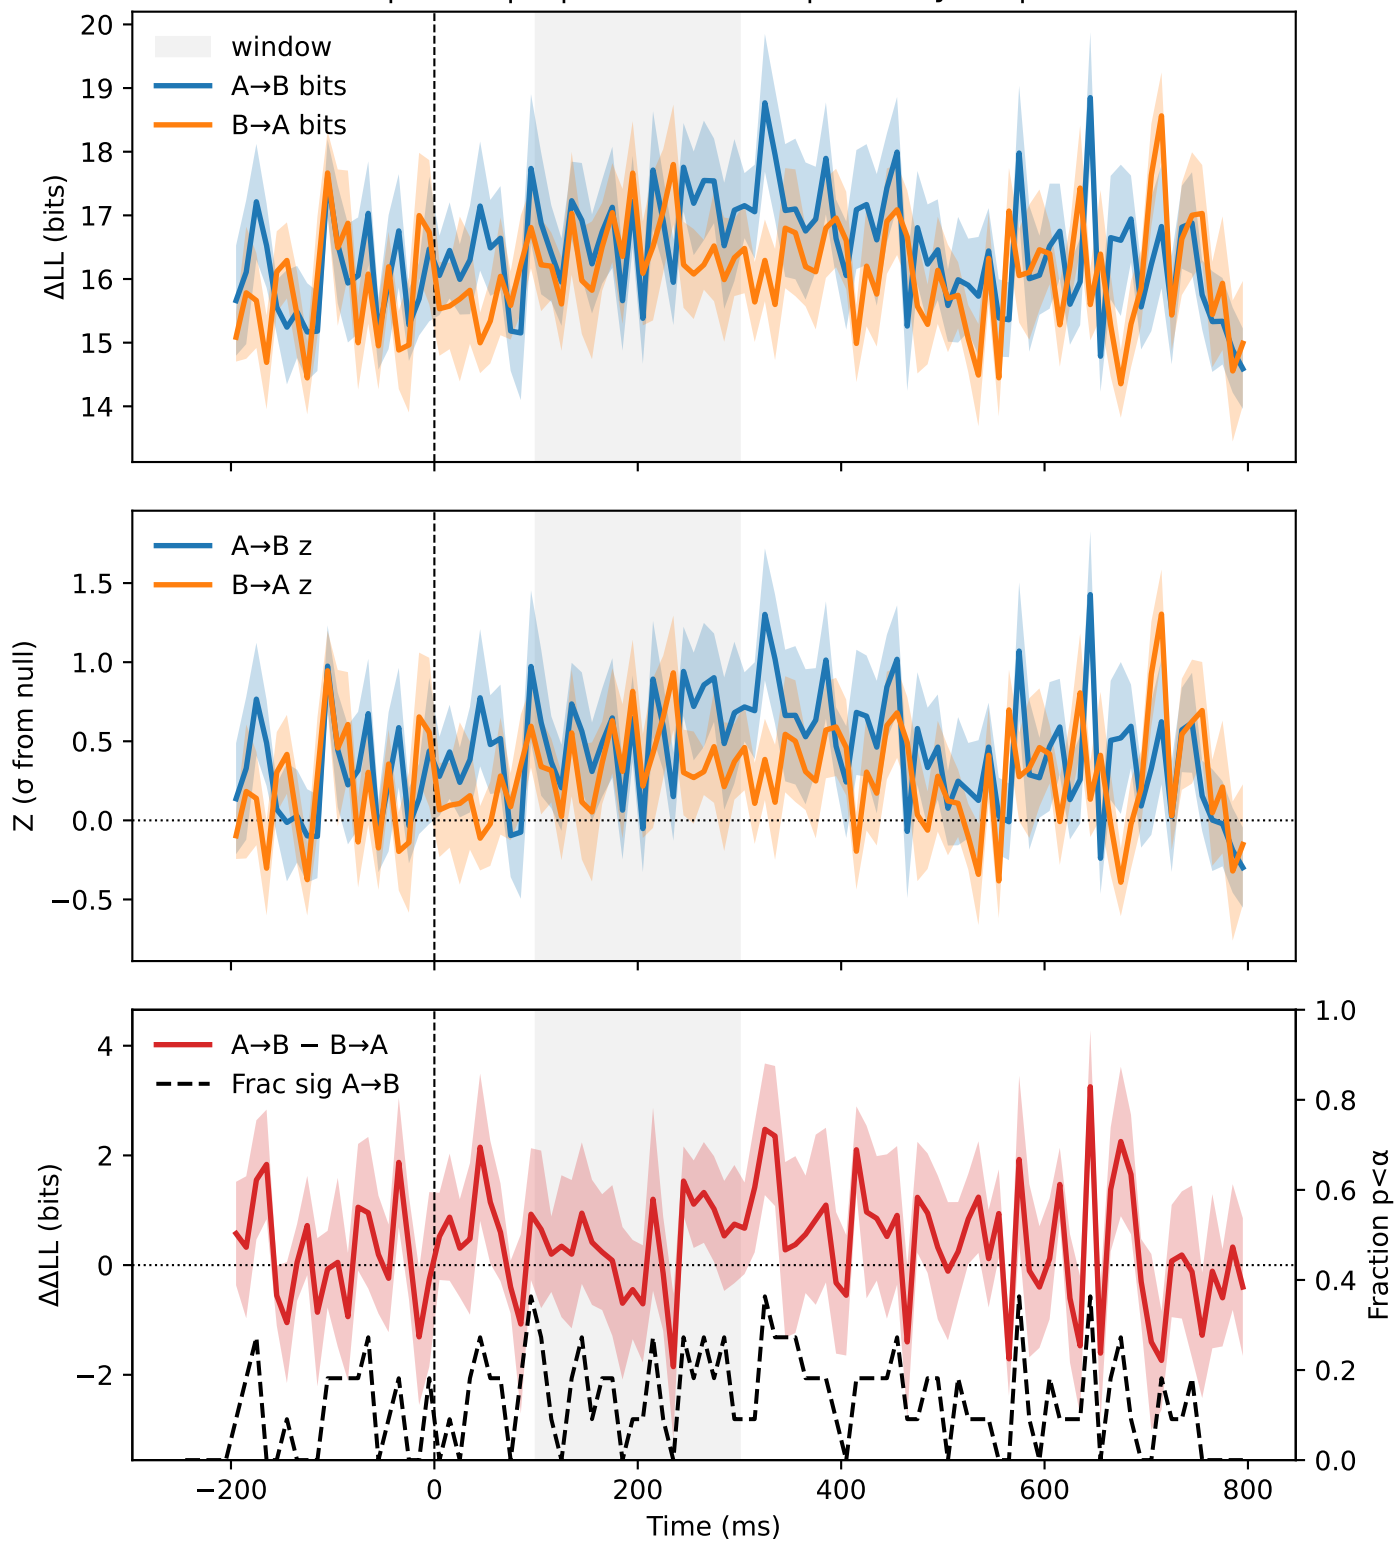 20
19
18
17
16
15
14
ΔLL (bits)
window
A→B bits
B→A bits
1.5
1.0
0.5
0.0
−0.5
Z (σ from null)
A→B z
B→A z
4
2
0
−2
ΔΔLL (bits)
A→B − B→A
Frac sig A→B
1.0
0.8
0.6
0.4
0.2
0.0
Fraction p<α
−200 0 200 400 600 800
Time (ms)